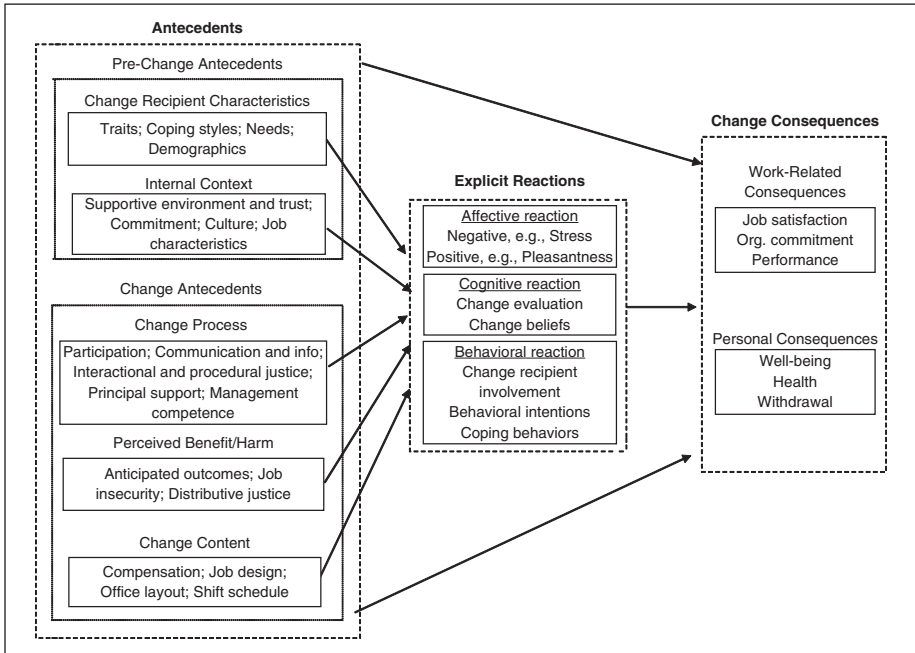 Antecedents
Pre-Change Antecedents
Change Recipient Characteristics
Traits; Coping styles; Needs;
Demographics
Internal Context
Supportive environment and trust;
Commitment; Culture; Job
characteristics
Change Antecedents
Change Process
Participation; Communication and info;
Interactional and procedural justice;
Principal support; Management
competence
Perceived Benefit/Harm
Anticipated outcomes; Job
insecurity; Distributive justice
Change Content
Compensation; Job design;
Office layout; Shift schedule
Explicit Reactions
Affective reaction
Negative, e.g., Stress
Positive, e.g., Pleasantness
Cognitive reaction
Change evaluation
Change beliefs
Behavioral reaction
Change recipient
involvement
Behavioral intentions
Coping behaviors
Change Consequences
Work-Related
Consequences
Job satisfaction
Org. commitment
Performance
Personal Consequences
Well-being
Health
Withdrawal